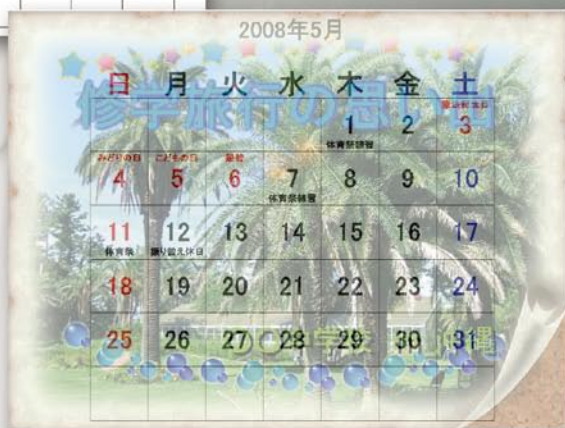 2008年5月
修学旅行の思い出
日 月 火 水 木 金 土
1 2 3
体育祭練習
みどりの日 こどもの日 振替
4 5 6 7 8 9 10
体育祭練習
11 12 13 14 15 16 17
体育祭 振り替え休日
18 19 20 21 22 23 24
25 26 27 28 29 30 31